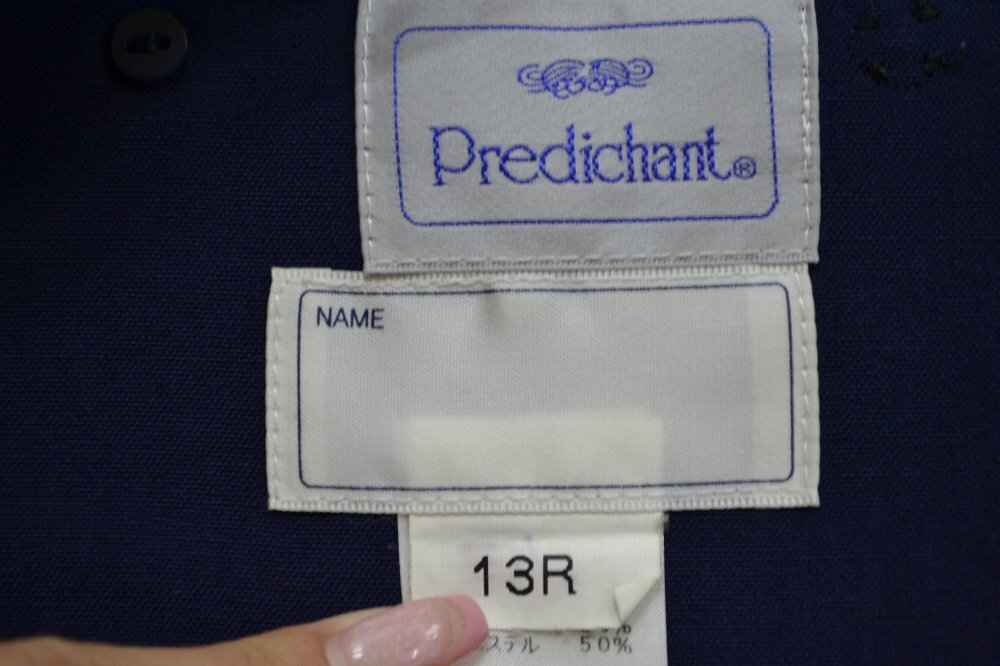 Predichant®
NAME
13R
ステル 50%